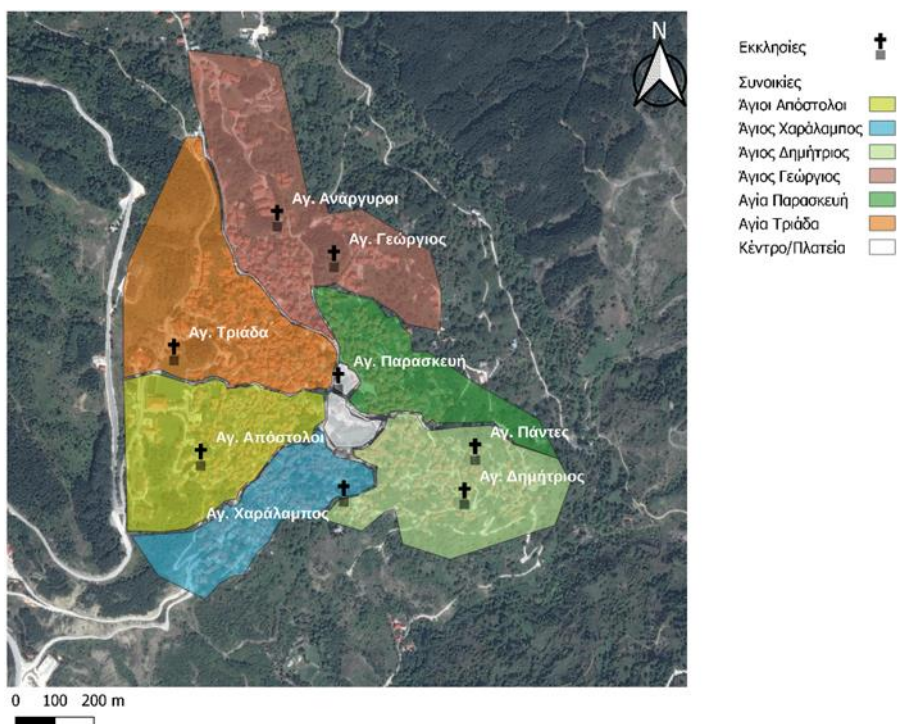 N
Αγ. Ανάργυροι
Αγ. Γεώργιος
Αγ. Τριάδα
Αγ. Παρασκευή
Αγ. Απόστολοι
Αγ. Πάντες
Αγ. Δημήτριος
Αγ. Χαράλαμπος
0 100 200 m
Εκκλησίες
Συνοικίες
Άγιοι Απόστολοι
Άγιος Χαράλαμπος
Άγιος Δημήτριος
Άγιος Γεώργιος
Αγία Παρασκευή
Αγία Τριάδα
Κέντρο/Πλατεία